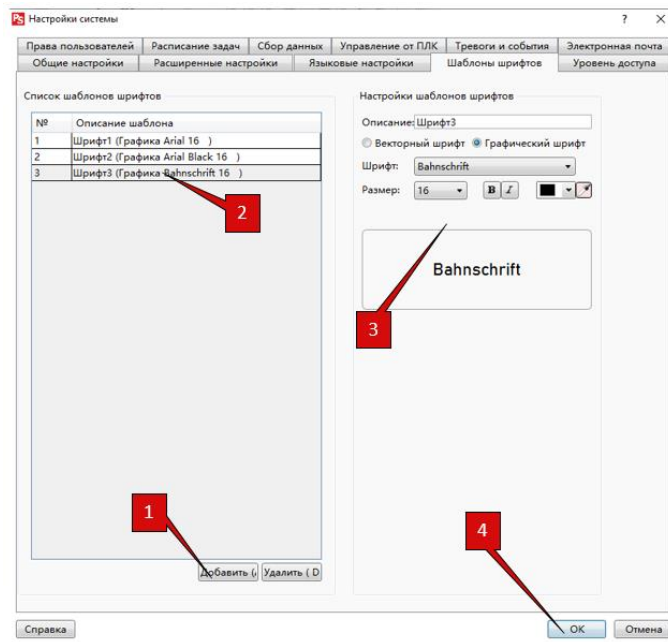 PS Настройки системы ? X
Права пользователей Расписание задач Сбор данных Управление от ПЛК Тревоги и события Электронная почта
Общие настройки Расширенные настройки Языковые настройки Шаблоны шрифтов Уровень доступа
Список шаблонов шрифтов
№ Описание шаблона
1 Шрифт1 (Графика Arial 16 )
2 Шрифт2 (Графика Arial Black 16 )
3 Шрифт3 (Графика Bahnschrift 16 )
2
1
Добавить (, Удалить ( D
Настройки шаблонов шрифтов
Описание: Шрифт3
Векторный шрифт Графический шрифт
Шрифт: Bahnschrift
Размер: 16 B I
Bahnschrift
3
4
Справка OK Отмена